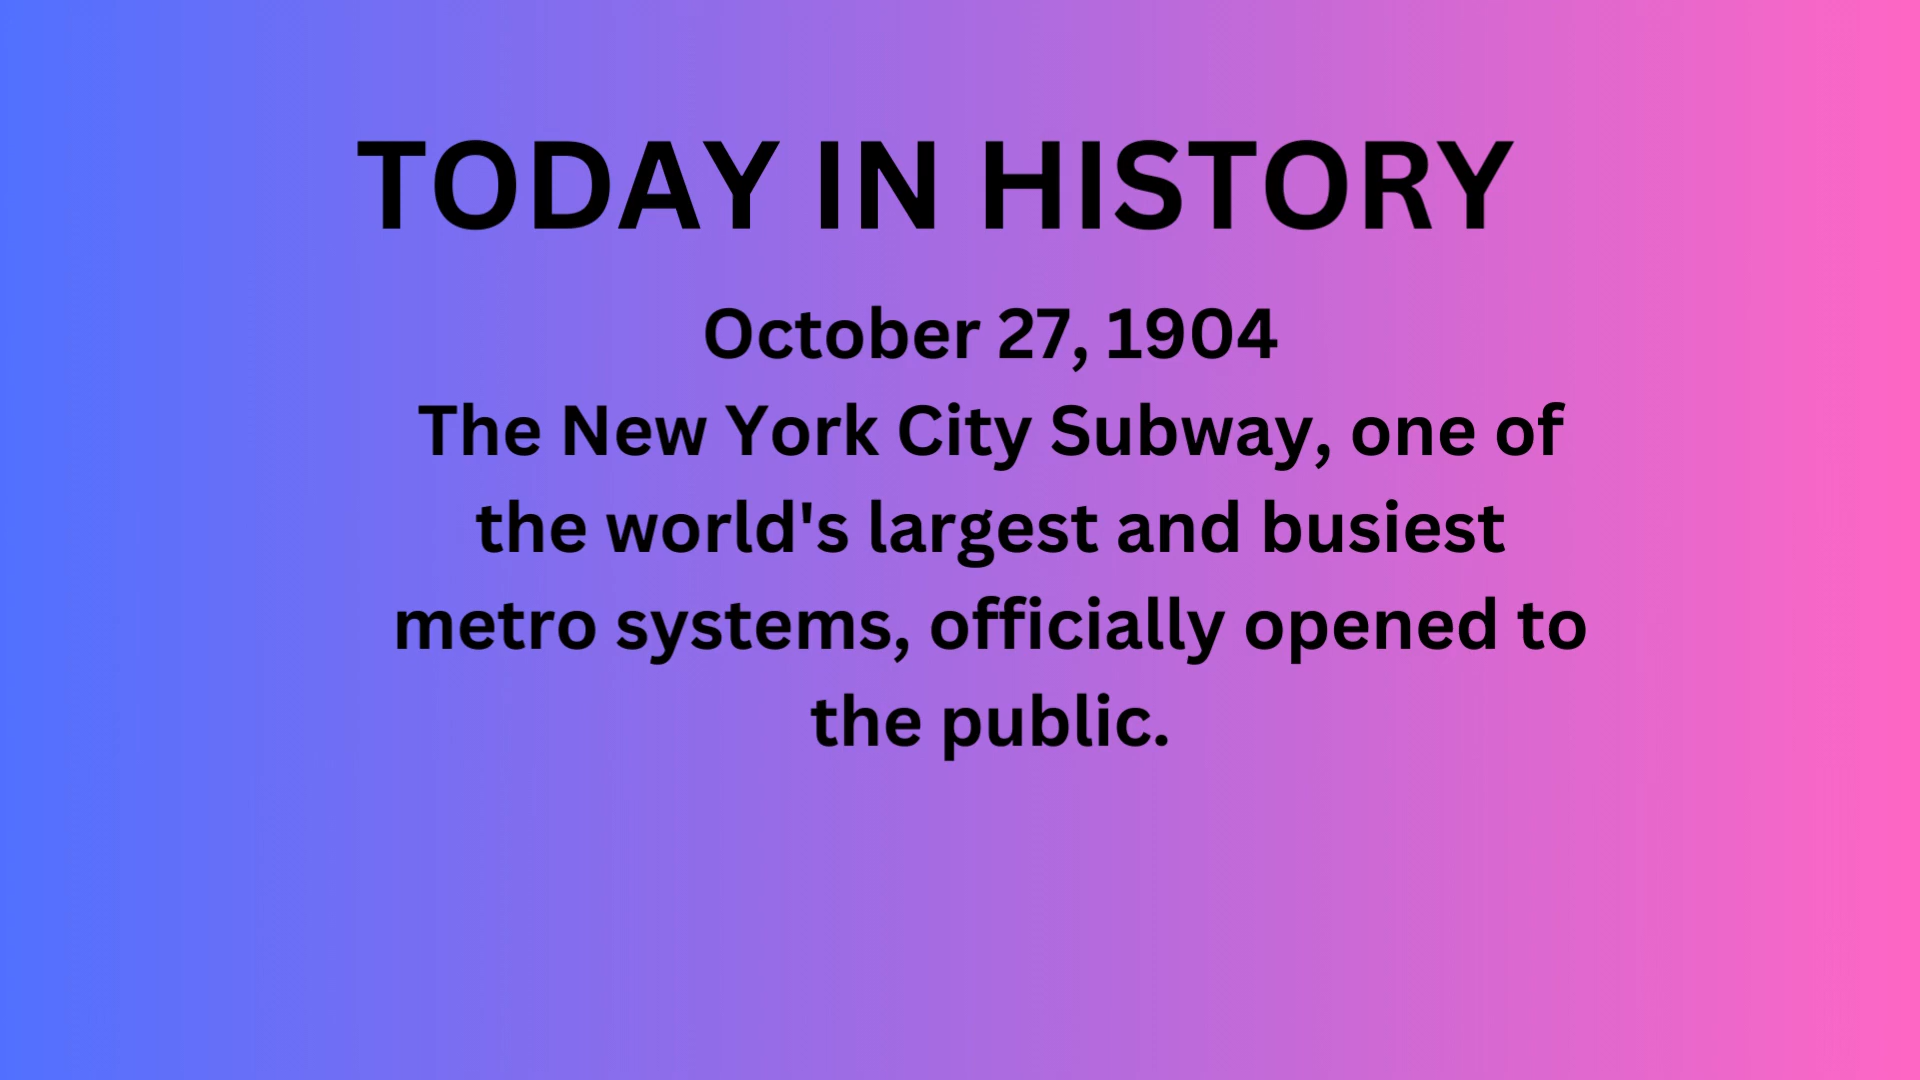 TODAY IN HISTORY
October 27, 1904
The New York City Subway, one of
the world's largest and busiest
metro systems, officially opened to
the public.